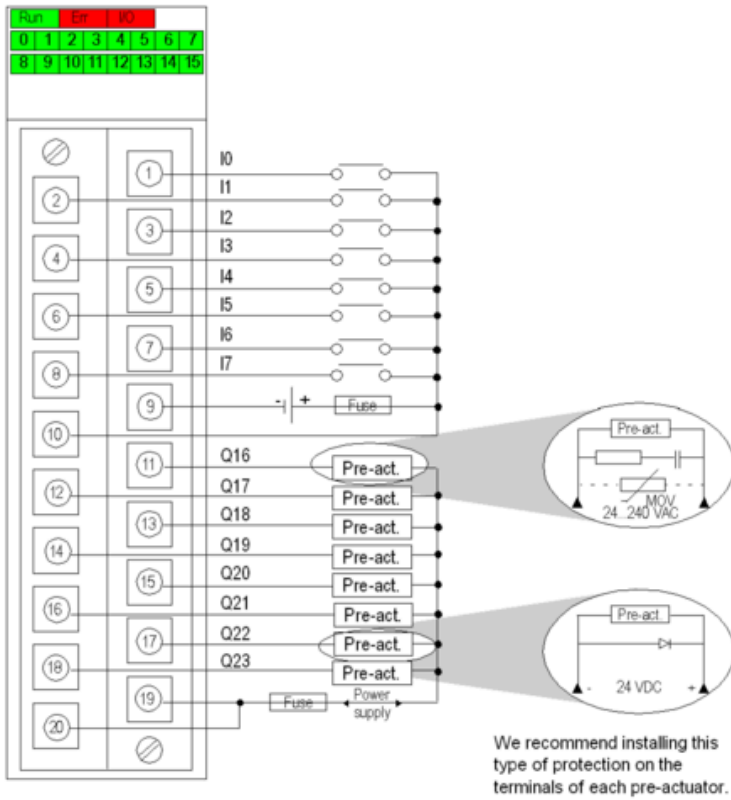 Run Err I/O
0 1 2 3 4 5 6 7
8 9 10 11 12 13 14 15
1 I0
2 I1
3 I2
4 I3
5 I4
6 I5
7 I6
8 I7
9 - + Fuse
10
11 Q16 Pre-act.
12 Q17 Pre-act.
13 Q18 Pre-act.
14 Q19 Pre-act.
15 Q20 Pre-act.
16 Q21 Pre-act.
17 Q22 Pre-act.
18 Q23 Pre-act.
19 Fuse Power
supply
20
Pre-act.
MOV
24...240 VAC
Pre-act.
- 24 VDC +
We recommend installing this
type of protection on the
terminals of each pre-actuator.